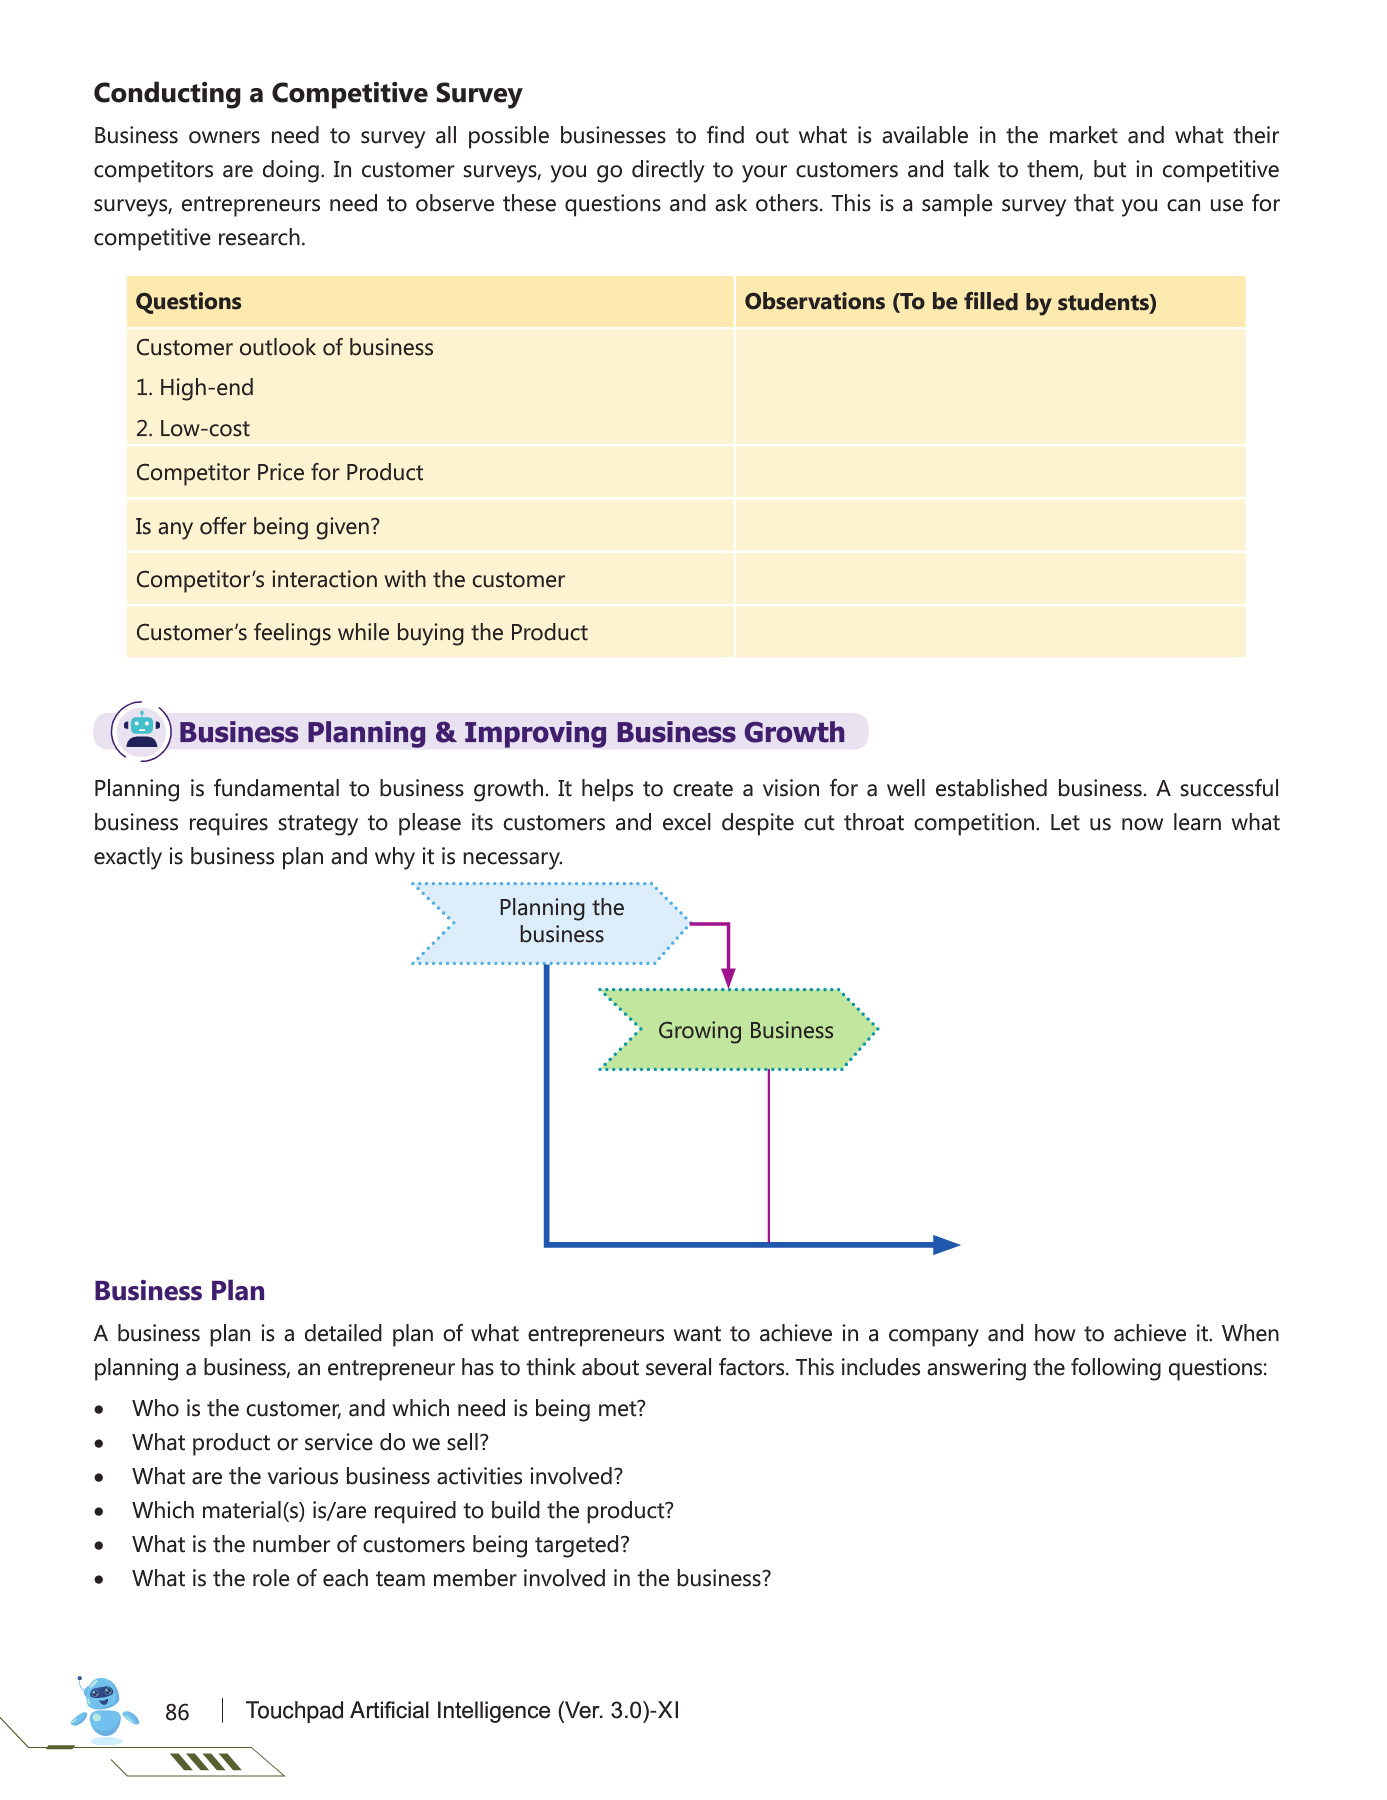 Conducting a Competitive Survey
Business owners need to survey all possible businesses to find out what is available in the market and what their
competitors are doing. In customer surveys, you go directly to your customers and talk to them, but in competitive
surveys, entrepreneurs need to observe these questions and ask others. This is a sample survey that you can use for
competitive research.
Questions
Observations (To be filled by students)
Customer outlook of business
1. High-end
2. Low-cost
Competitor Price for Product
Is any offer being given?
Competitor’s interaction with the customer
Customer’s feelings while buying the Product
Business Planning & Improving Business Growth
Planning is fundamental to business growth. It helps to create a vision for a well established business. A successful
business requires strategy to please its customers and excel despite cut throat competition. Let us now learn what
exactly is business plan and why it is necessary.
Planning the
business
Growing Business
Business Plan
A business plan is a detailed plan of what entrepreneurs want to achieve in a company and how to achieve it. When
planning a business, an entrepreneur has to think about several factors. This includes answering the following questions:
• Who is the customer, and which need is being met?
• What product or service do we sell?
• What are the various business activities involved?
• Which material(s) is/are required to build the product?
• What is the number of customers being targeted?
• What is the role of each team member involved in the business?
86 | Touchpad Artificial Intelligence (Ver. 3.0)-XI